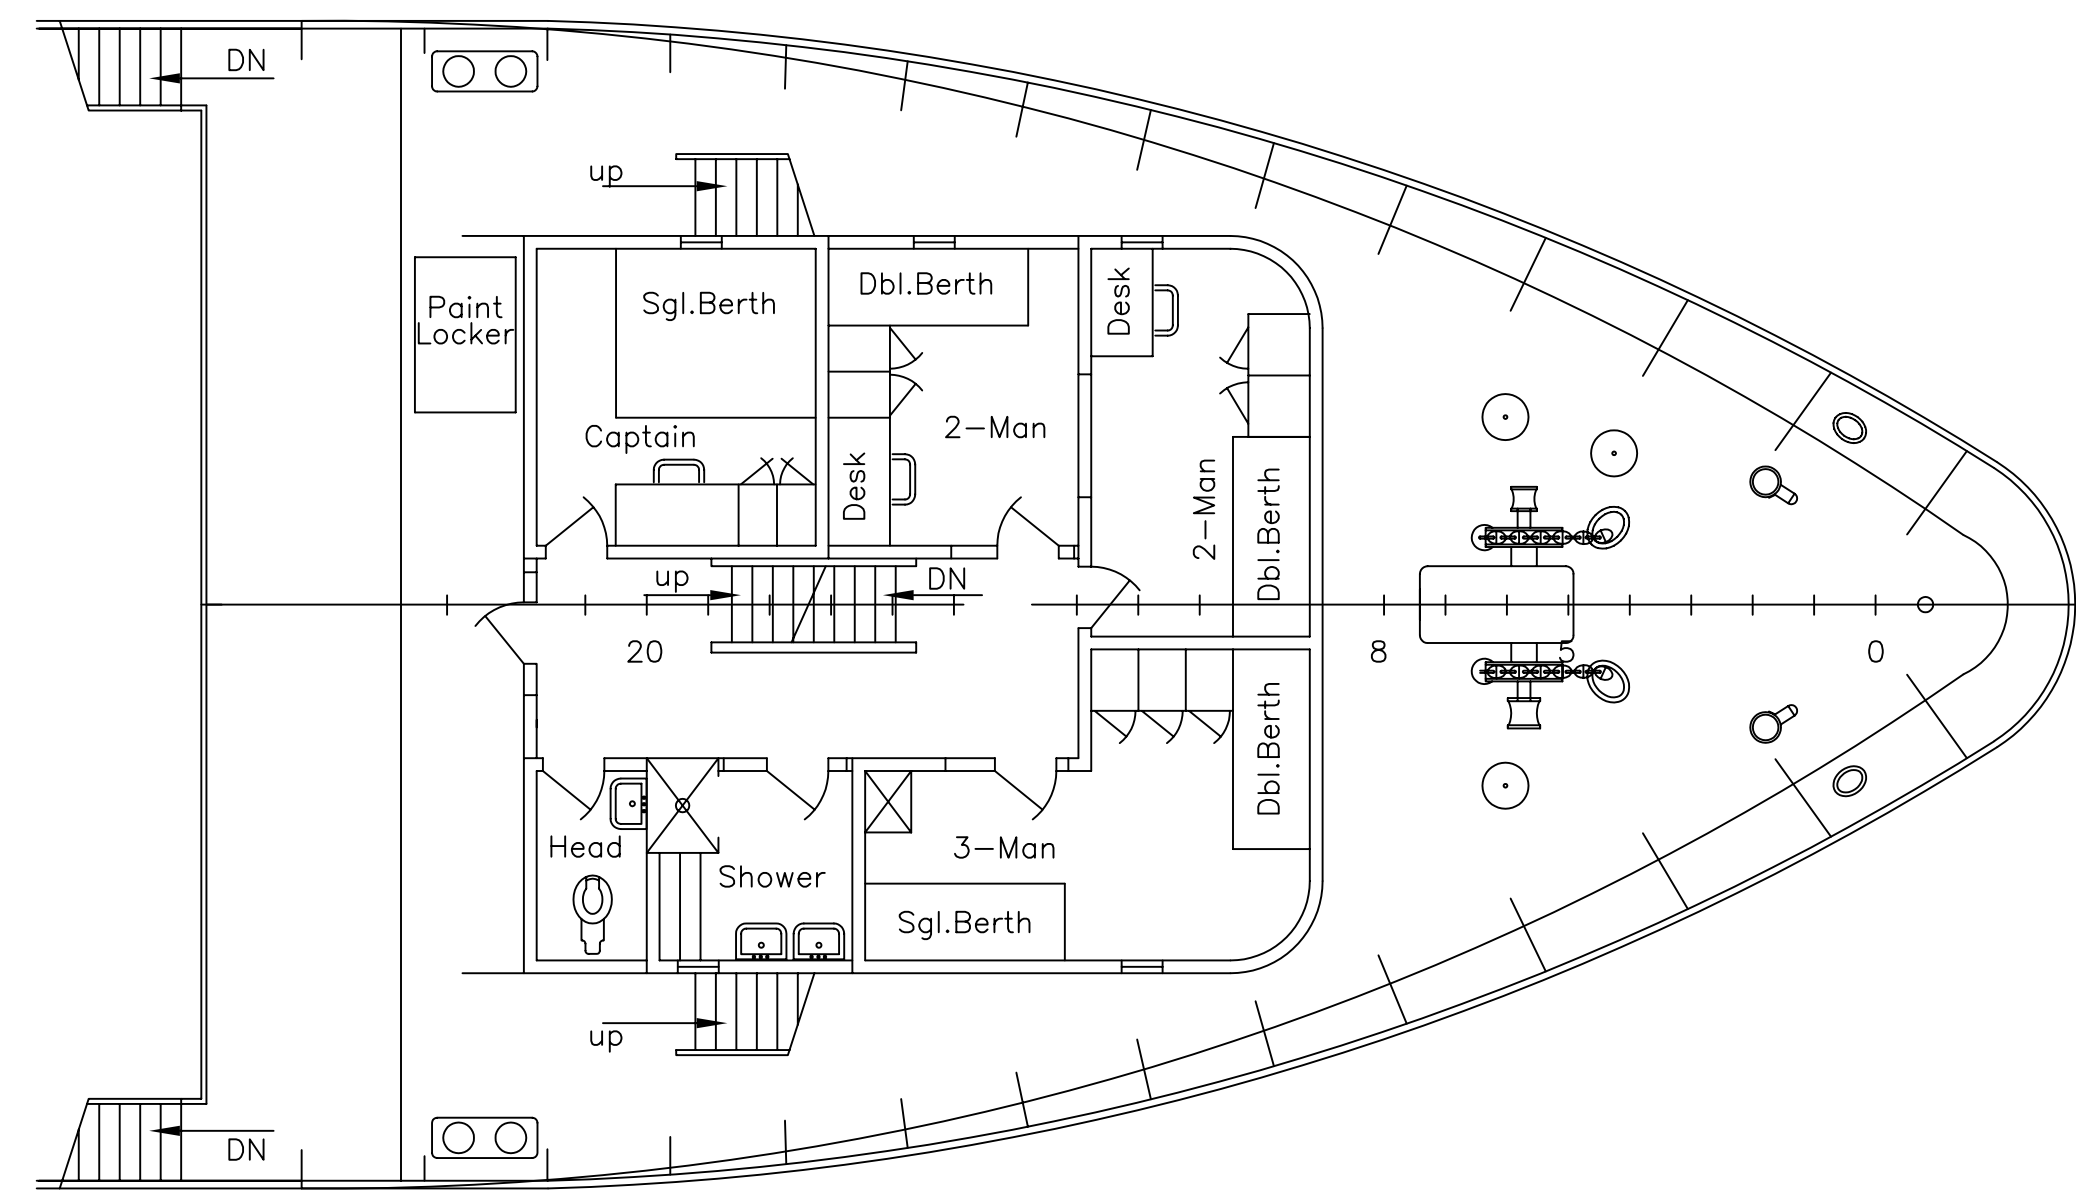 DN
up
Paint
Locker
Sgl.Berth
Dbl.Berth
Desk
Captain
2-Man
Desk
2-Man
Dbl.Berth
up
DN
20
8
5
0
Dbl.Berth
Head
Shower
3-Man
Sgl.Berth
up
DN